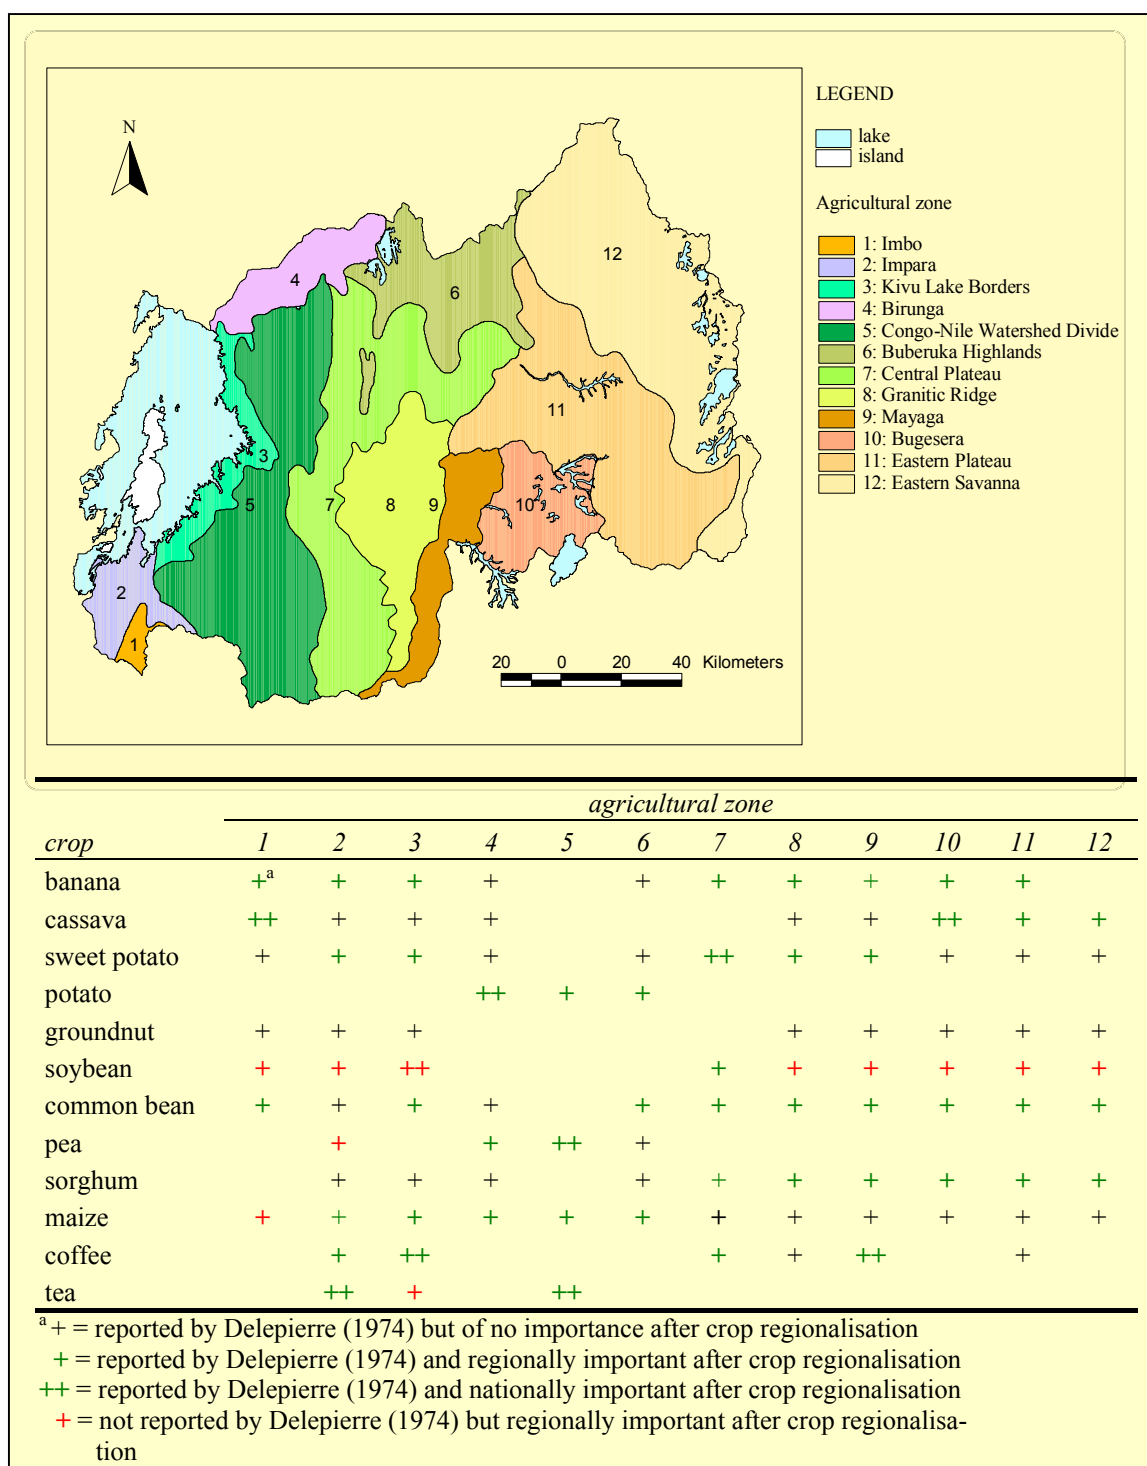 N
LEGEND
lake
island
Agricultural zone
1: Imbo
2: Impara
3: Kivu Lake Borders
4: Birunga
5: Congo-Nile Watershed Divide
6: Buberuka Highlands
7: Central Plateau
8: Granitic Ridge
9: Mayaga
10: Bugesera
11: Eastern Plateau
12: Eastern Savanna
12
4
6
11
3
5
7
8
9
10
2
1
20 0 20 40 Kilometers
agricultural zone
crop 1 2 3 4 5 6 7 8 9 10 11 12
banana +a + + + + + + + + +
cassava ++ + + + + + ++ + +
sweet potato + + + + + ++ + + + + +
potato ++ + +
groundnut + + + + + + + +
soybean + + ++ + + + + + +
common bean + + + + + + + + + + +
pea + + ++ +
sorghum + + + + + + + + + +
maize + + + + + + + + + + + +
coffee + ++ + + ++ +
tea ++ + ++
a + = reported by Delepierre (1974) but of no importance after crop regionalisation
+ = reported by Delepierre (1974) and regionally important after crop regionalisation
++ = reported by Delepierre (1974) and nationally important after crop regionalisation
+ = not reported by Delepierre (1974) but regionally important after crop regionalisa-
tion